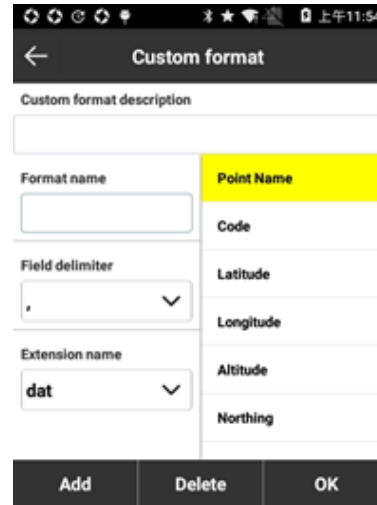 上午11:54
Custom format
Custom format description
Format name
Field delimiter
,
Extension name
dat
Point Name
Code
Latitude
Longitude
Altitude
Northing
Add
Delete
OK